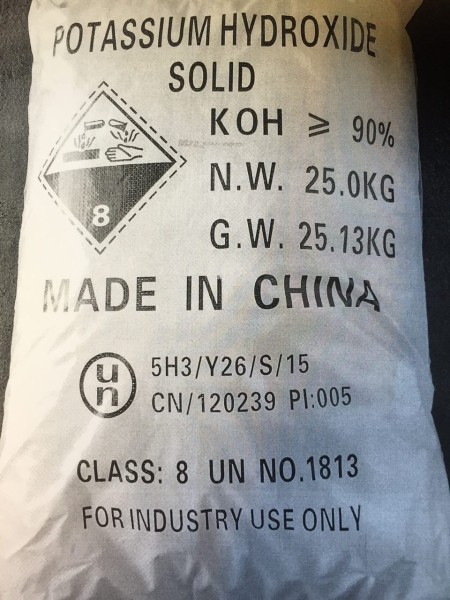 POTASSIUM HYDROXIDE
SOLID
KOH ⩾ 90%
N.W. 25.0KG
G.W. 25.13KG
8
MADE IN CHINA
un
5H3/Y26/S/15
CN/120239 PI:005
CLASS: 8 UN NO.1813
FOR INDUSTRY USE ONLY